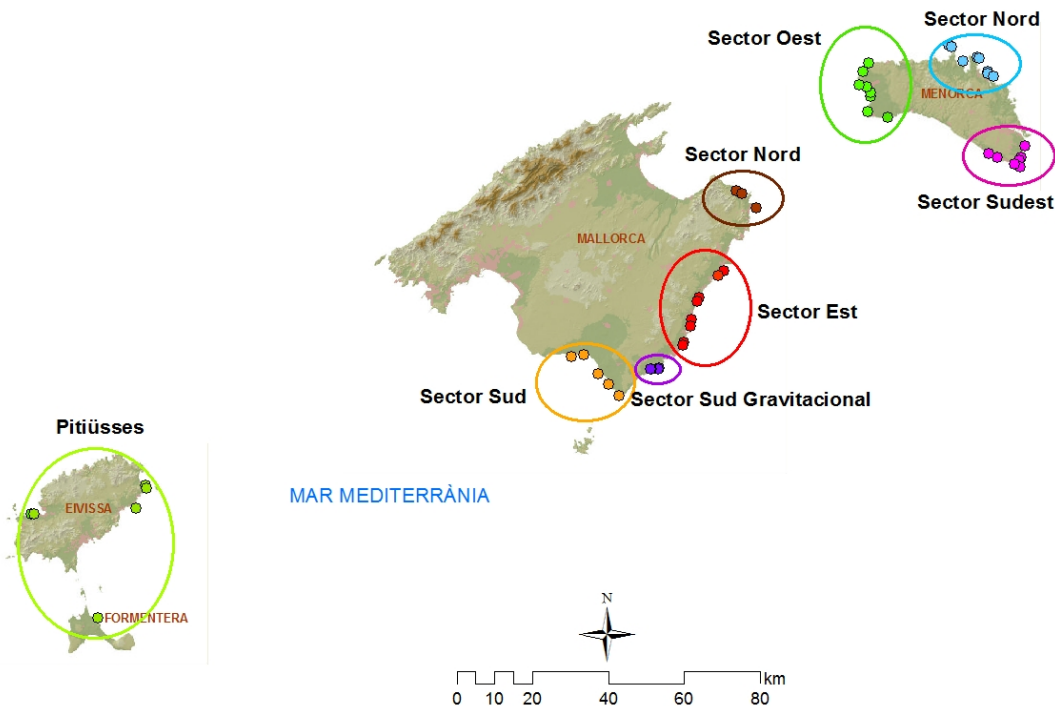 Sector Nord
Sector Oest
MENORCA
Sector Nord
Sector Sudest
MALLORCA
Sector Est
Sector Sud
Sector Sud Gravitacional
Pitiüsses
MAR MEDITERRÀNIA
EIVISSA
FORMENTERA
N
km
0 10 20 40 60 80